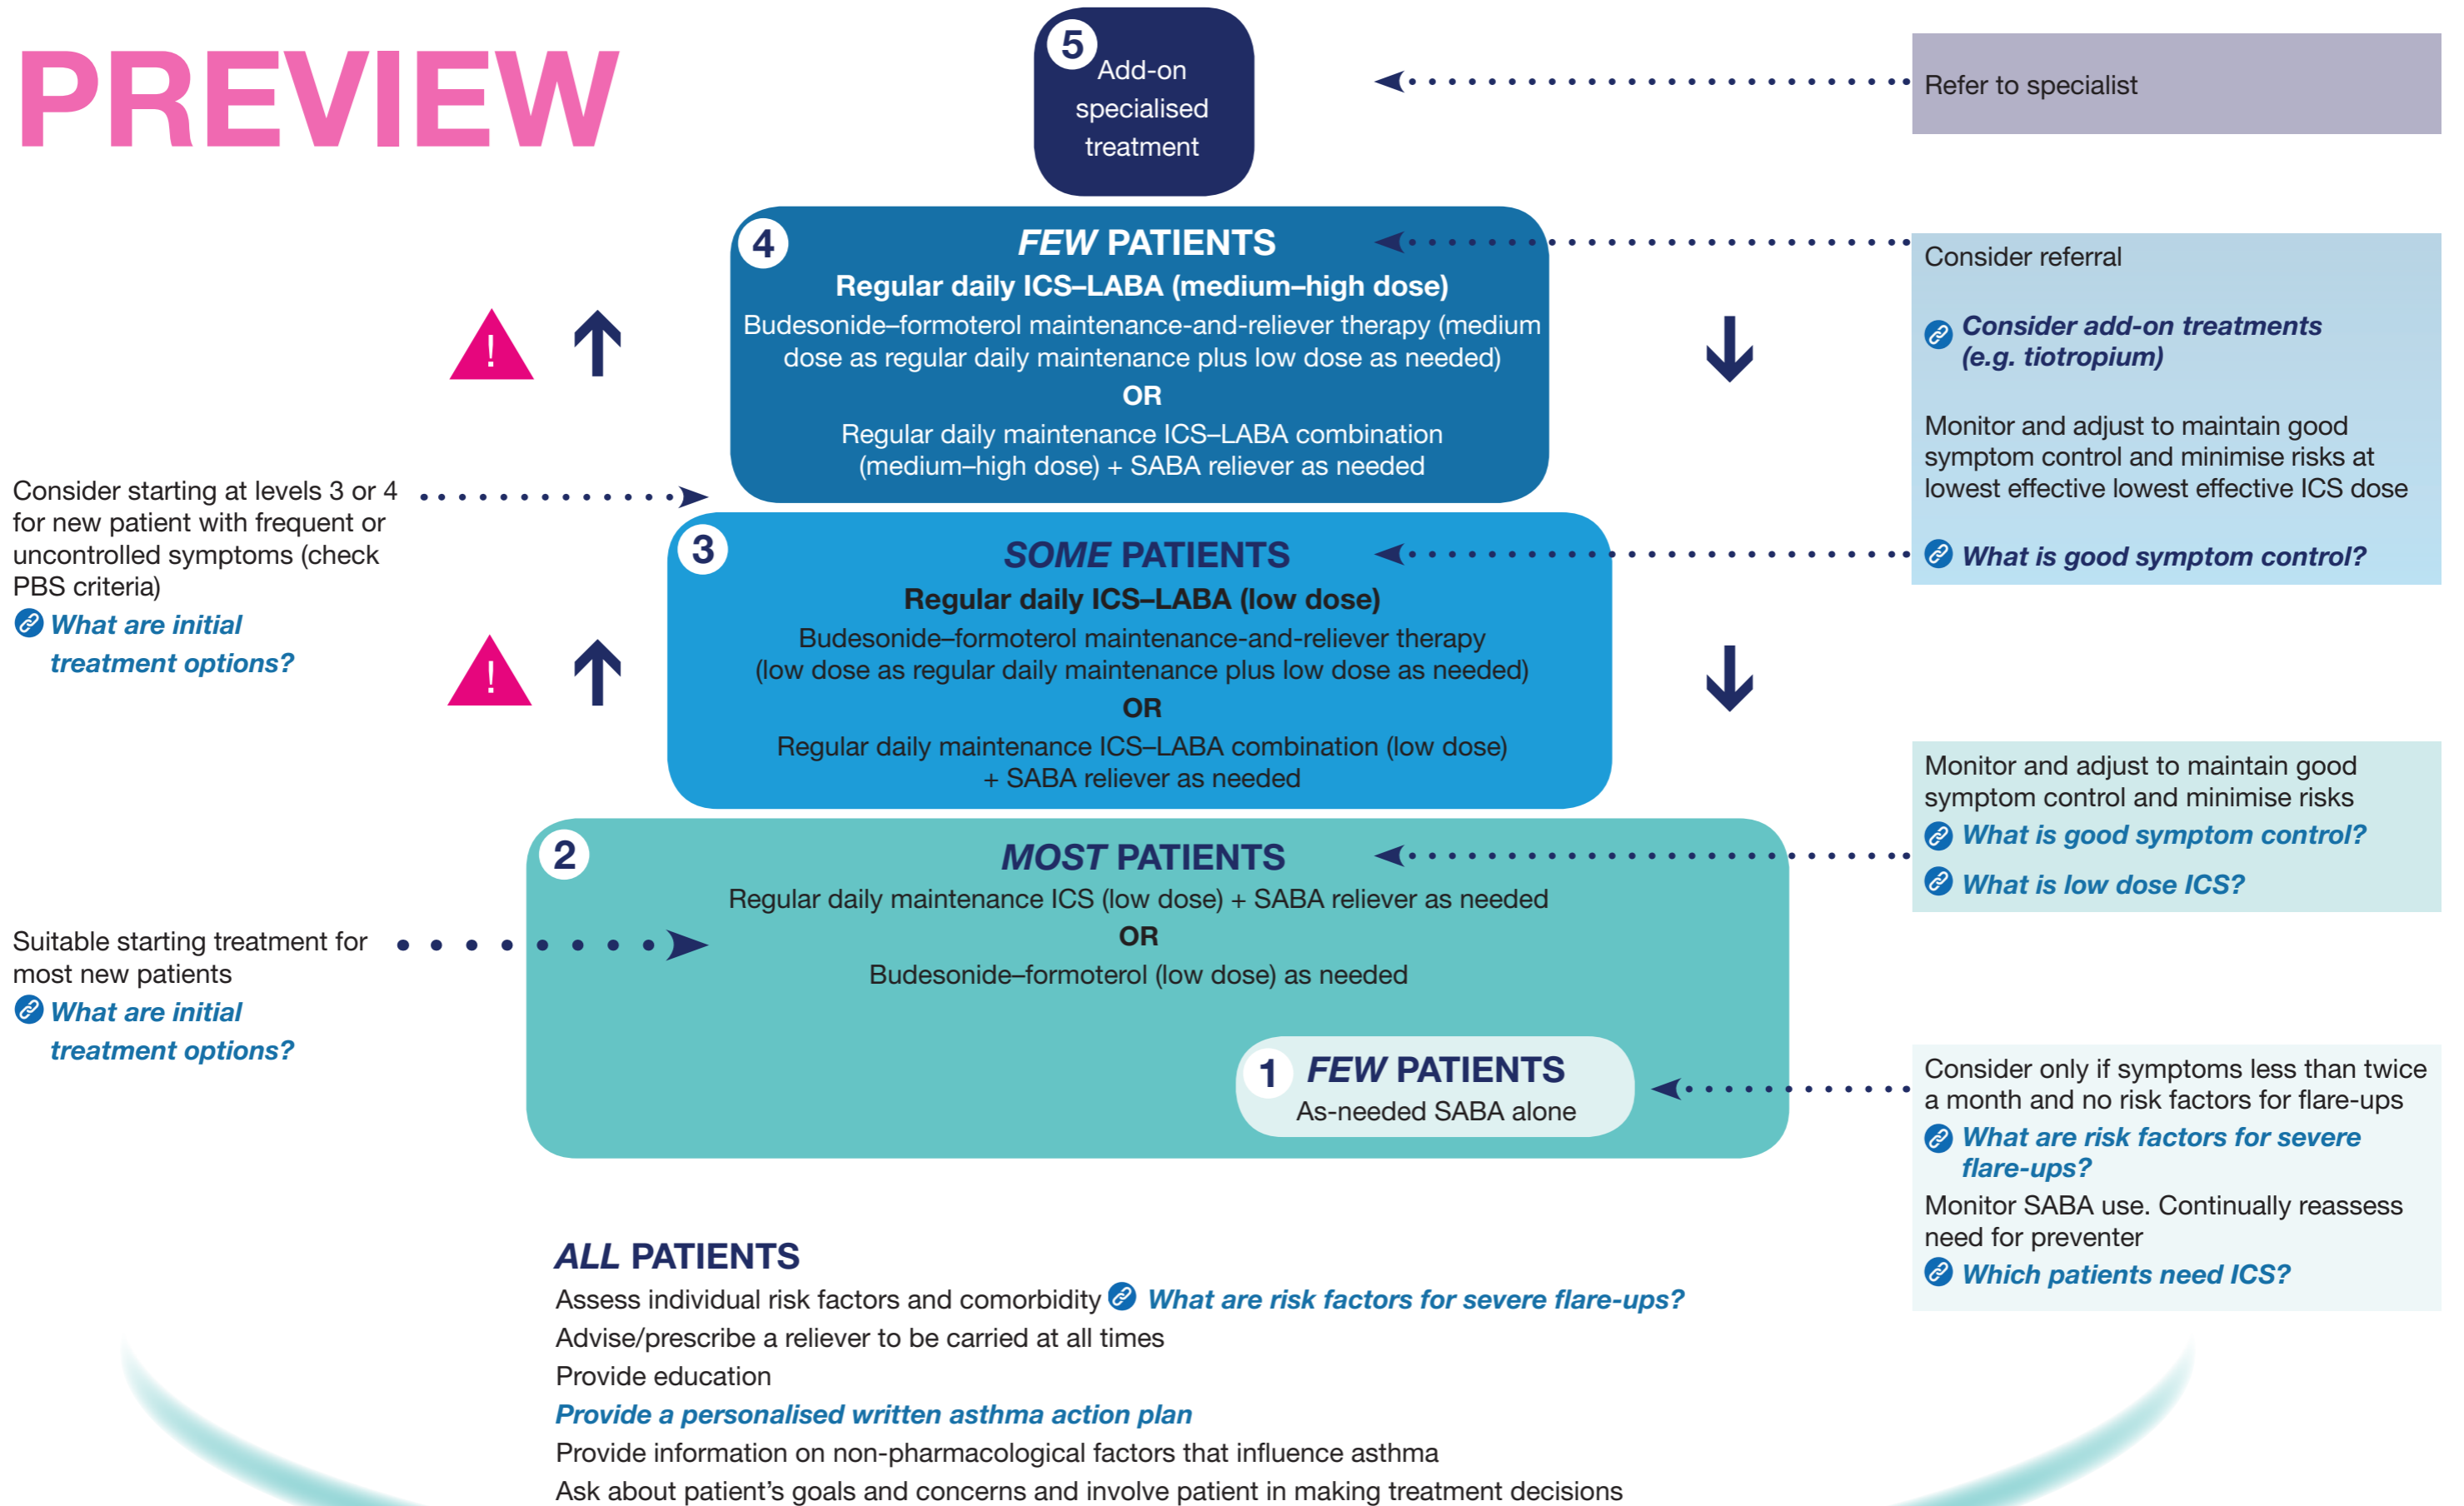 PREVIEW
5
Add-on
specialised
treatment
Refer to specialist
4
FEW PATIENTS
Regular daily ICS–LABA (medium–high dose)
Budesonide–formoterol maintenance-and-reliever therapy (medium
dose as regular daily maintenance plus low dose as needed)
OR
Regular daily maintenance ICS–LABA combination
(medium–high dose) + SABA reliever as needed
!
Consider referral
Consider add-on treatments
(e.g. tiotropium)
Monitor and adjust to maintain good
symptom control and minimise risks at
lowest effective lowest effective ICS dose
What is good symptom control?
Consider starting at levels 3 or 4
for new patient with frequent or
uncontrolled symptoms (check
PBS criteria)
What are initial
treatment options?
!
3
SOME PATIENTS
Regular daily ICS–LABA (low dose)
Budesonide–formoterol maintenance-and-reliever therapy
(low dose as regular daily maintenance plus low dose as needed)
OR
Regular daily maintenance ICS–LABA combination (low dose)
+ SABA reliever as needed
Monitor and adjust to maintain good
symptom control and minimise risks
What is good symptom control?
What is low dose ICS?
2
MOST PATIENTS
Regular daily maintenance ICS (low dose) + SABA reliever as needed
OR
Budesonide–formoterol (low dose) as needed
Suitable starting treatment for
most new patients
What are initial
treatment options?
1
FEW PATIENTS
As-needed SABA alone
Consider only if symptoms less than twice
a month and no risk factors for flare-ups
What are risk factors for severe
flare-ups?
Monitor SABA use. Continually reassess
need for preventer
Which patients need ICS?
ALL PATIENTS
Assess individual risk factors and comorbidity What are risk factors for severe flare-ups?
Advise/prescribe a reliever to be carried at all times
Provide education
Provide a personalised written asthma action plan
Provide information on non-pharmacological factors that influence asthma
Ask about patient's goals and concerns and involve patient in making treatment decisions